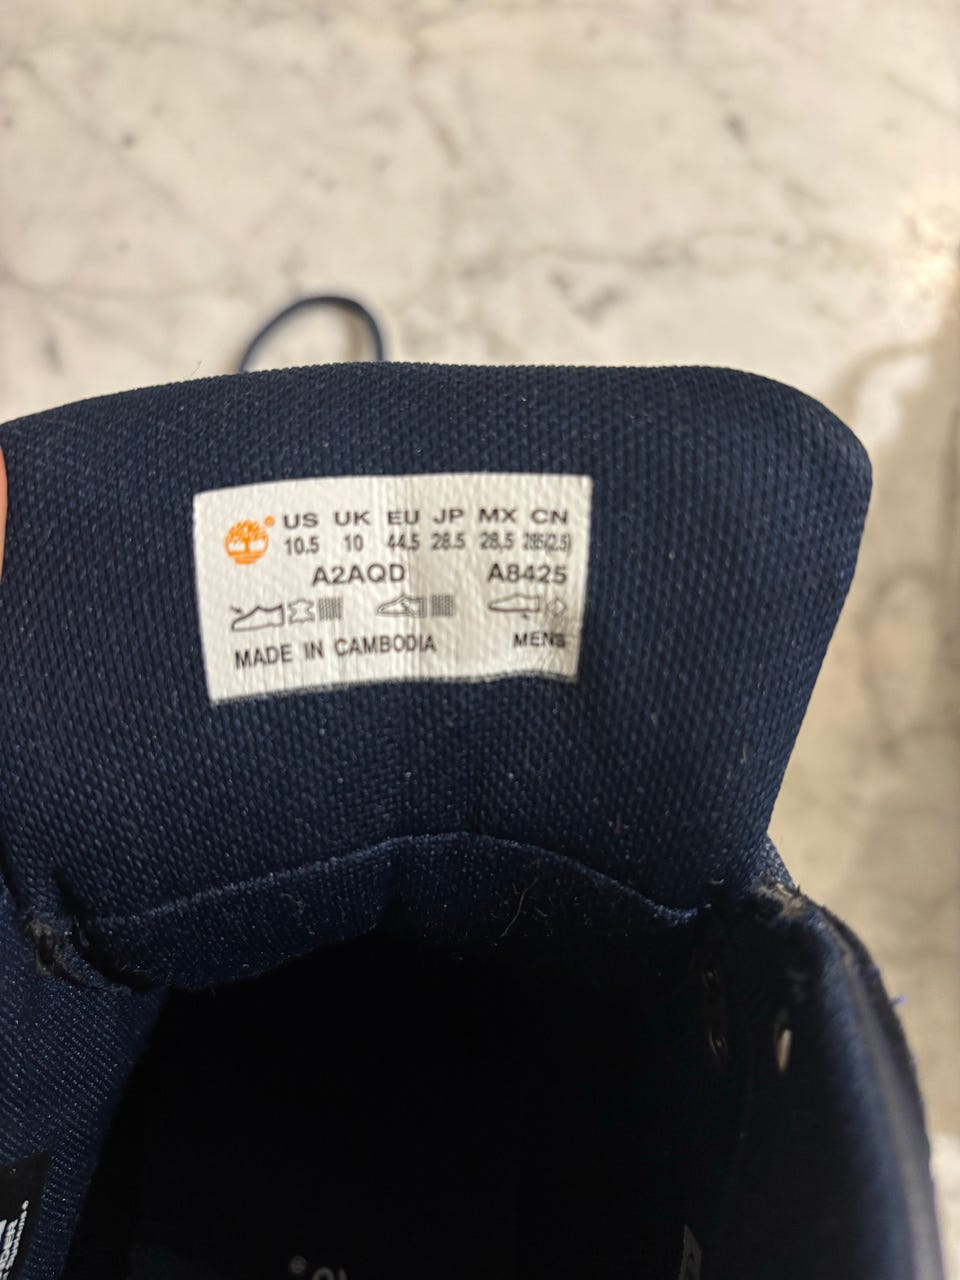 US UK EU JP MX CN
10.5 10 44.5 28.5 28.5 285(2.5)
A2AQD A8425
MADE IN CAMBODIA MENS